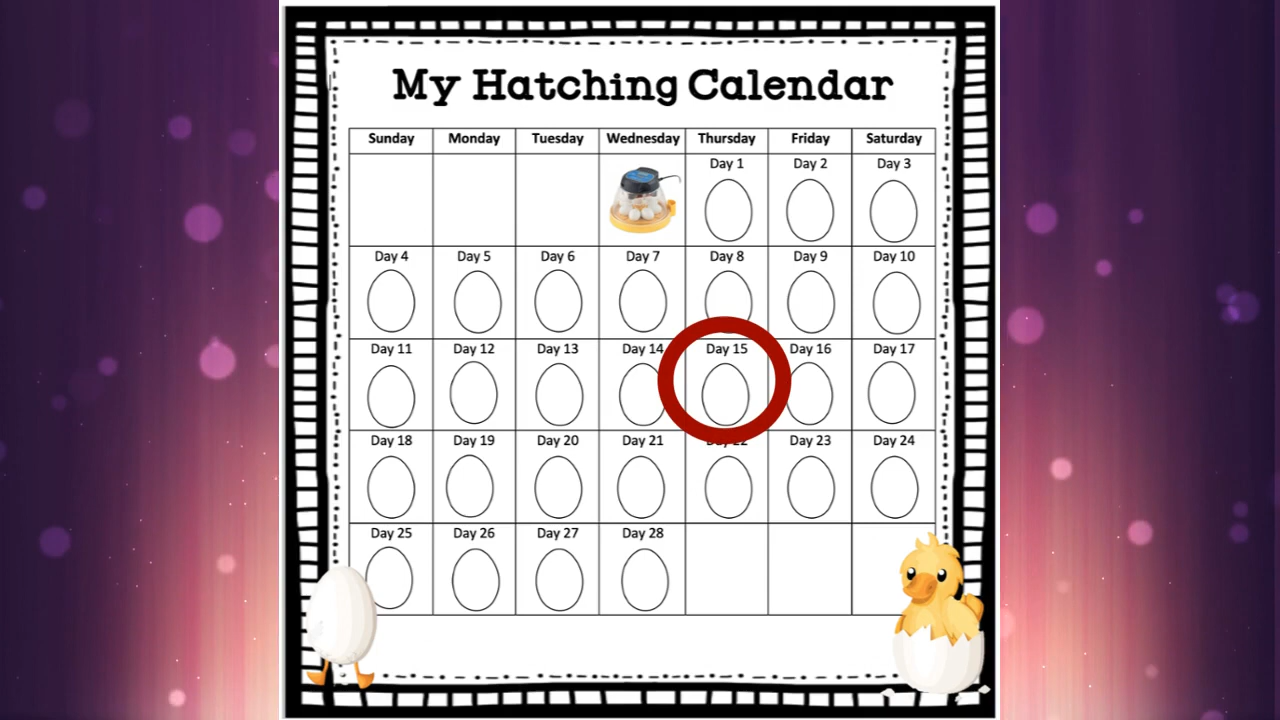 My Hatching Calendar
Sunday Monday Tuesday Wednesday Thursday Friday Saturday
Day 1 Day 2 Day 3
Day 4 Day 5 Day 6 Day 7 Day 8 Day 9 Day 10
Day 11 Day 12 Day 13 Day 14 Day 15 Day 16 Day 17
Day 18 Day 19 Day 20 Day 21 Day 22 Day 23 Day 24
Day 25 Day 26 Day 27 Day 28